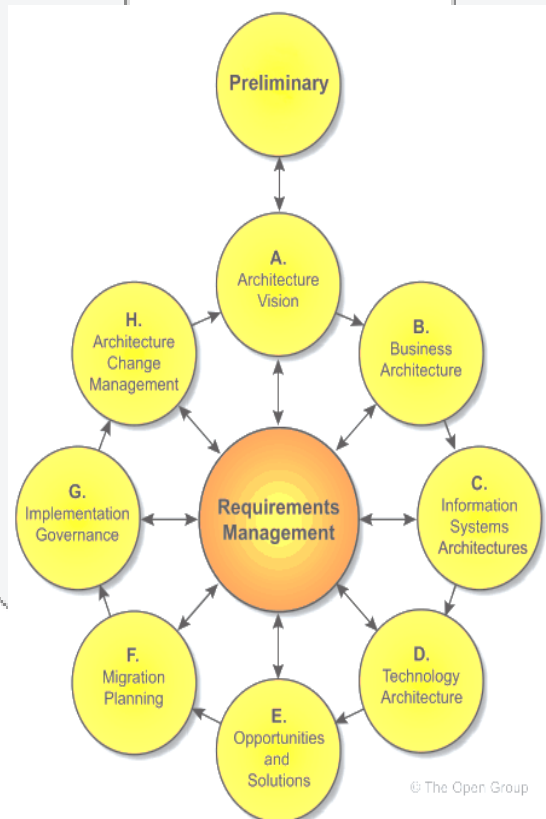 Preliminary
A.
Architecture
Vision
B.
Business
Architecture
C.
Information
Systems
Architectures
D.
Technology
Architecture
E.
Opportunities
and
Solutions
F.
Migration
Planning
G.
Implementation
Governance
H.
Architecture
Change
Management
Requirements
Management
© The Open Group